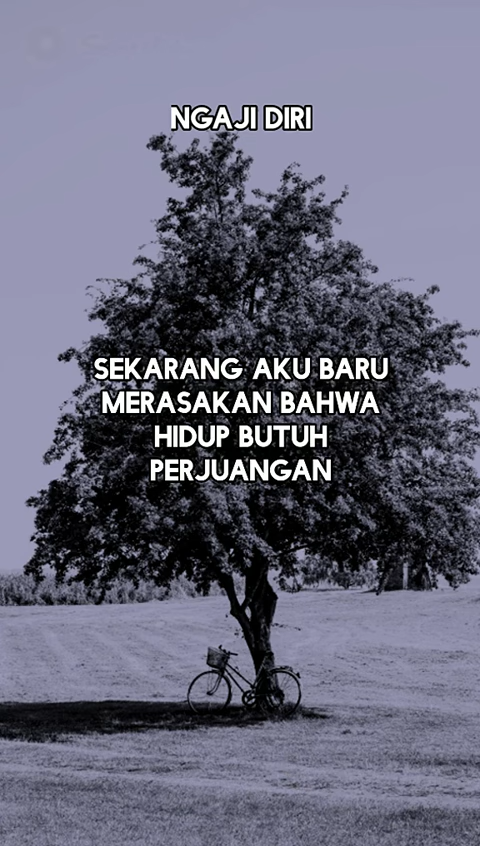 NGAJI DIRI
SEKARANG AKU BARU
MERASAKAN BAHWA
HIDUP BUTUH
PERJUANGAN